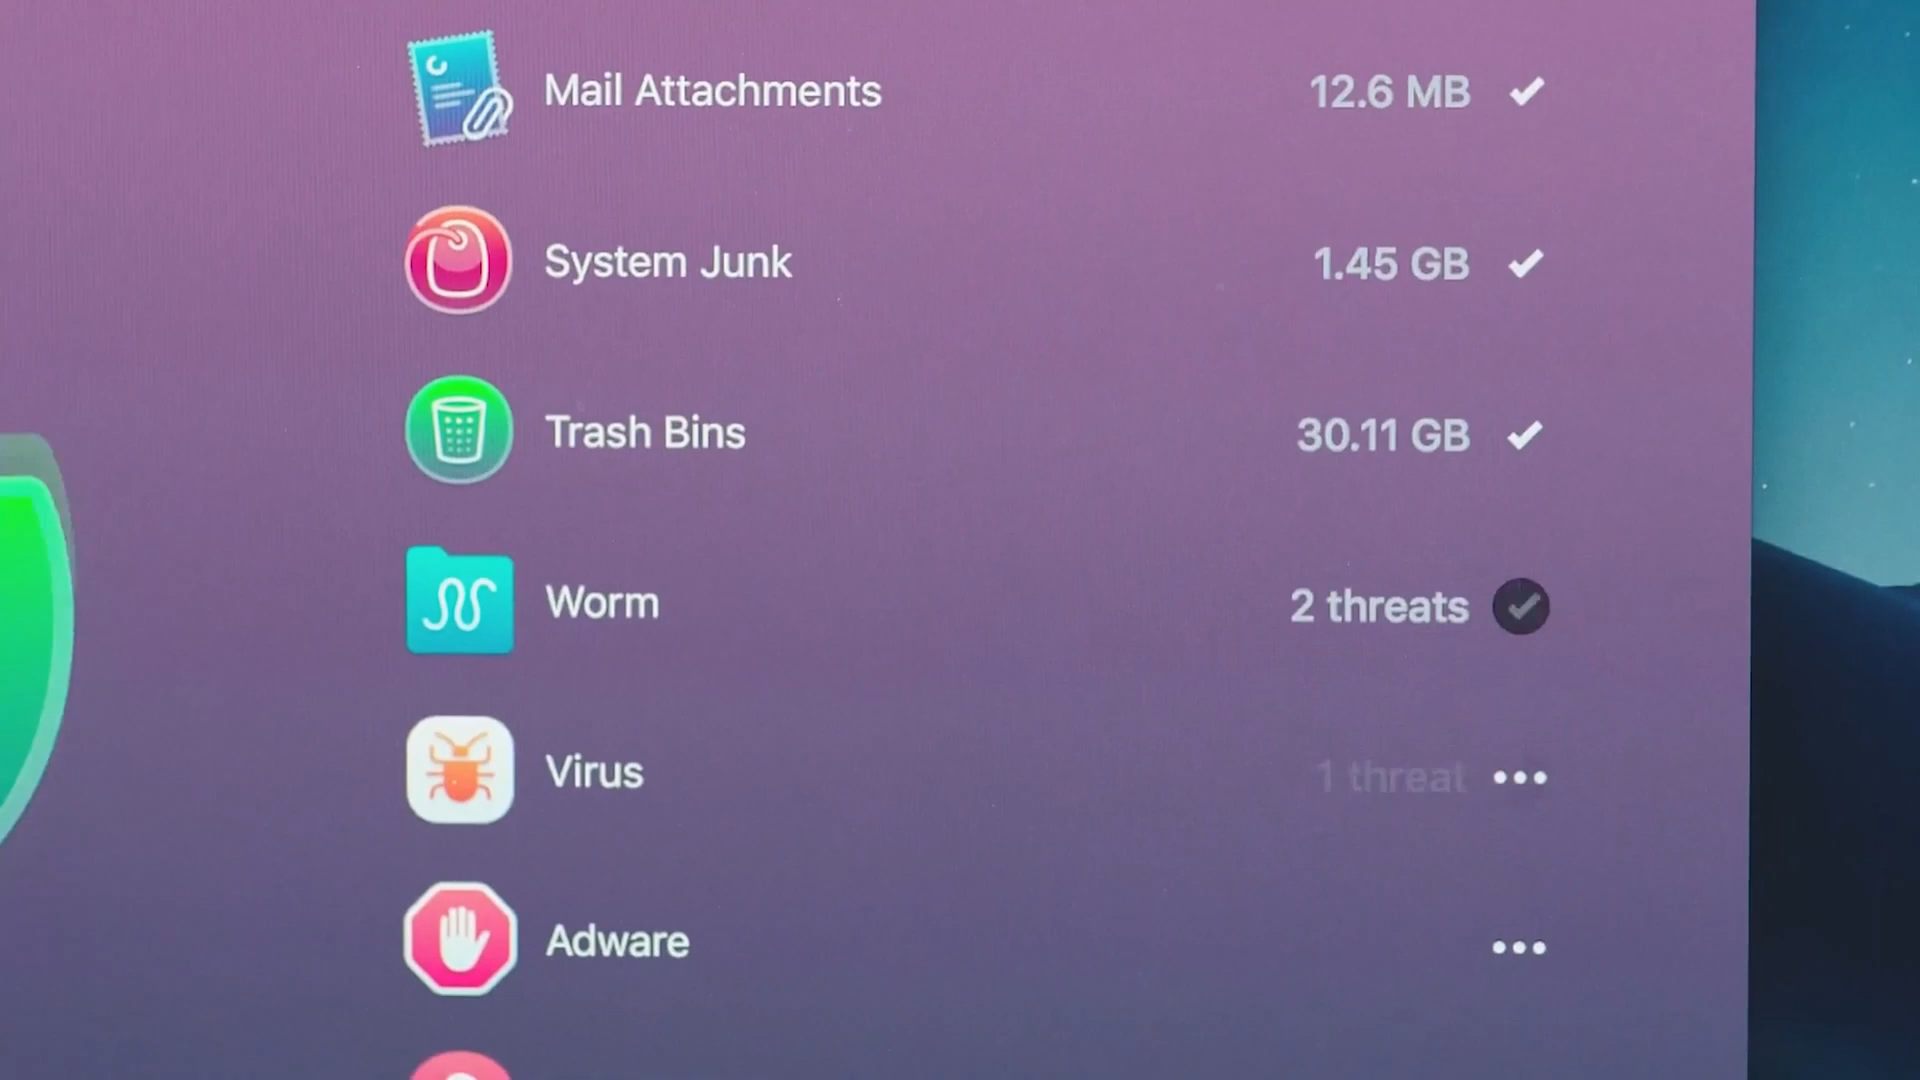 Mail Attachments 12.6 MB
System Junk 1.45 GB
Trash Bins 30.11 GB
Worm 2 threats
Virus 1 threat
Adware